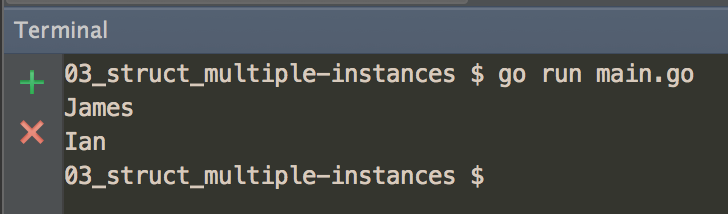 Terminal
03_struct_multiple-instances $ go run main.go
James
Ian
03_struct_multiple-instances $